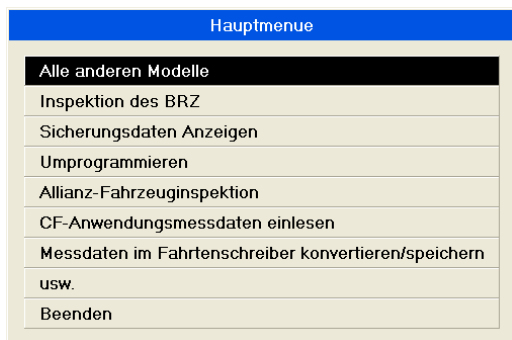 Hauptmenue
Alle anderen Modelle
Inspektion des BRZ
Sicherungsdaten Anzeigen
Umprogrammieren
Allianz-Fahrzeuginspektion
CF-Anwendungsmessdaten einlesen
Messdaten im Fahrtenschreiber konvertieren/speichern
usw.
Beenden